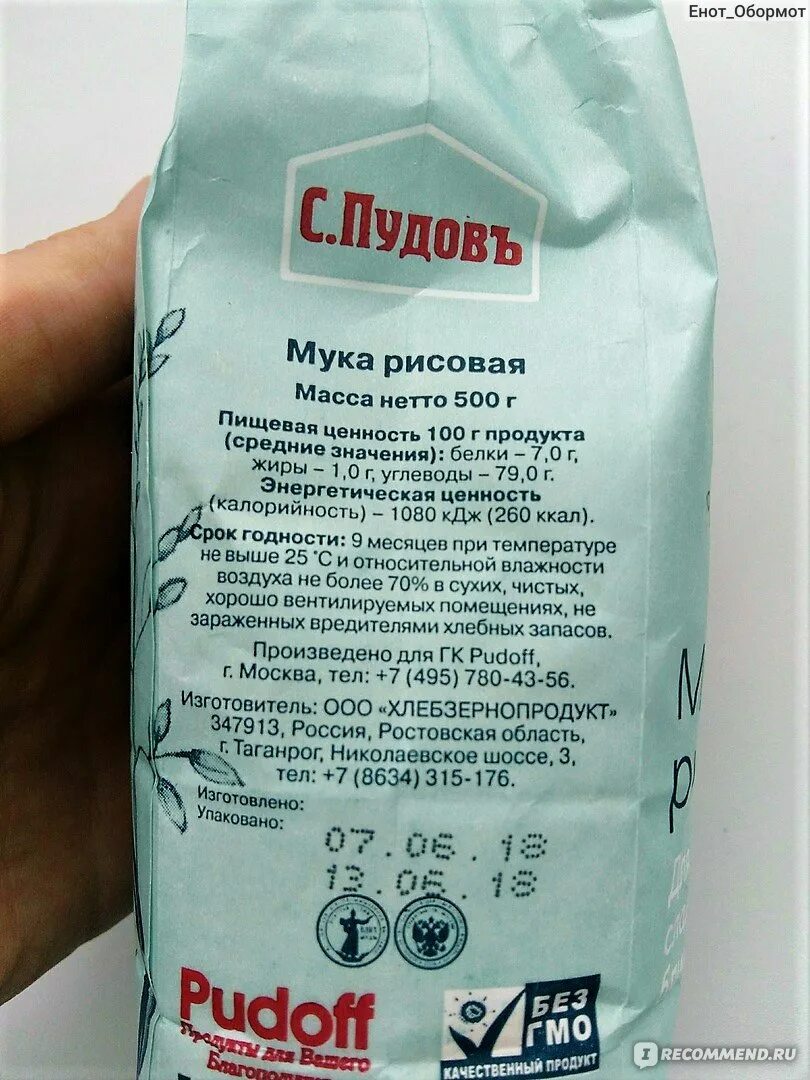 Енот_Обормот
С.ПУДОВЪ
Мука рисовая
Масса нетто 500 г
Пищевая ценность 100 г продукта
(средние значения): белки – 7,0 г,
жиры – 1,0 г, углеводы – 79,0 г.
Энергетическая ценность
(калорийность) – 1080 кДж (260 ккал).
Срок годности: 9 месяцев при температуре
не выше 25 °С и относительной влажности
воздуха не более 70% в сухих, чистых,
хорошо вентилируемых помещениях, не
зараженных вредителями хлебных запасов.
Произведено для ГК Pudoff,
г. Москва, тел: +7 (495) 780-43-56.
Изготовитель: ООО «ХЛЕБЗЕРНОПРОДУКТ»
347913, Россия, Ростовская область,
г. Таганрог, Николаевское шоссе, 3,
тел: +7 (8634) 315-176.
Изготовлено:
Упаковано:
07.06.18
13.06.18
Pudoff
Продукты для Вашего
БЕЗ
ГМО
КАЧЕСТВЕННЫЙ ПРОДУКТ
IRECOMMEND.RU